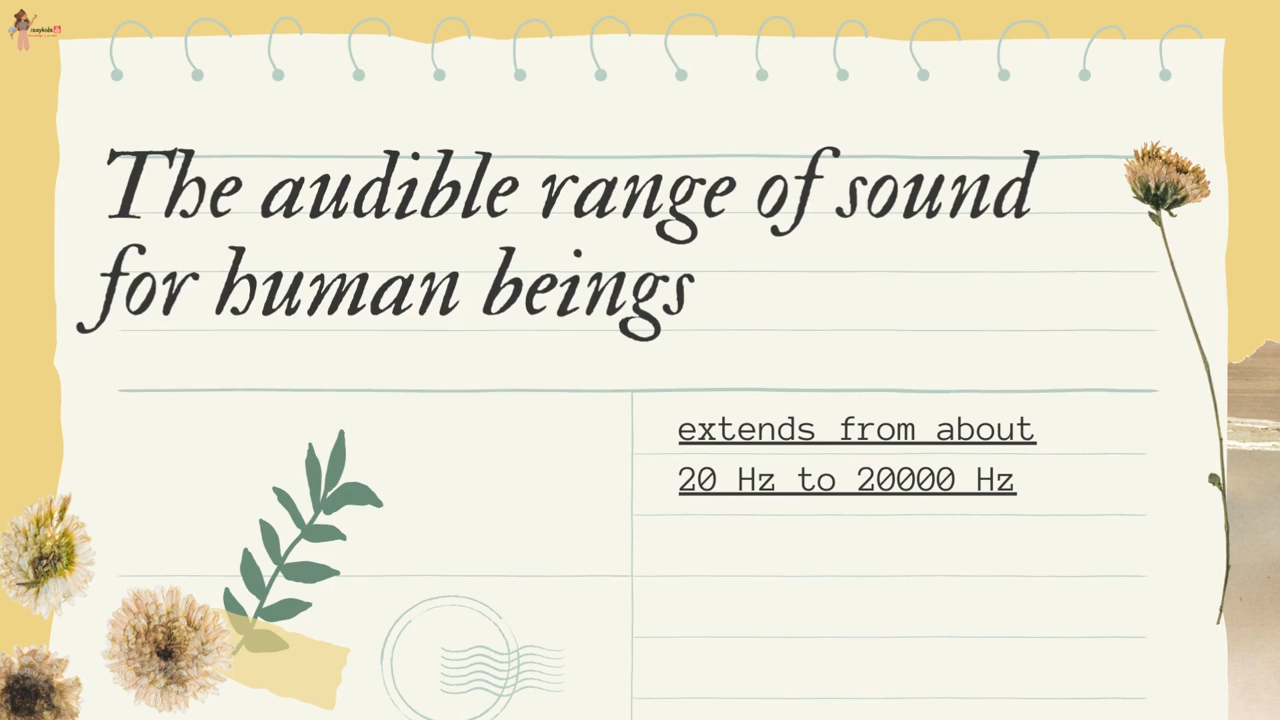 The audible range of sound
for human beings
extends from about
20 Hz to 20000 Hz